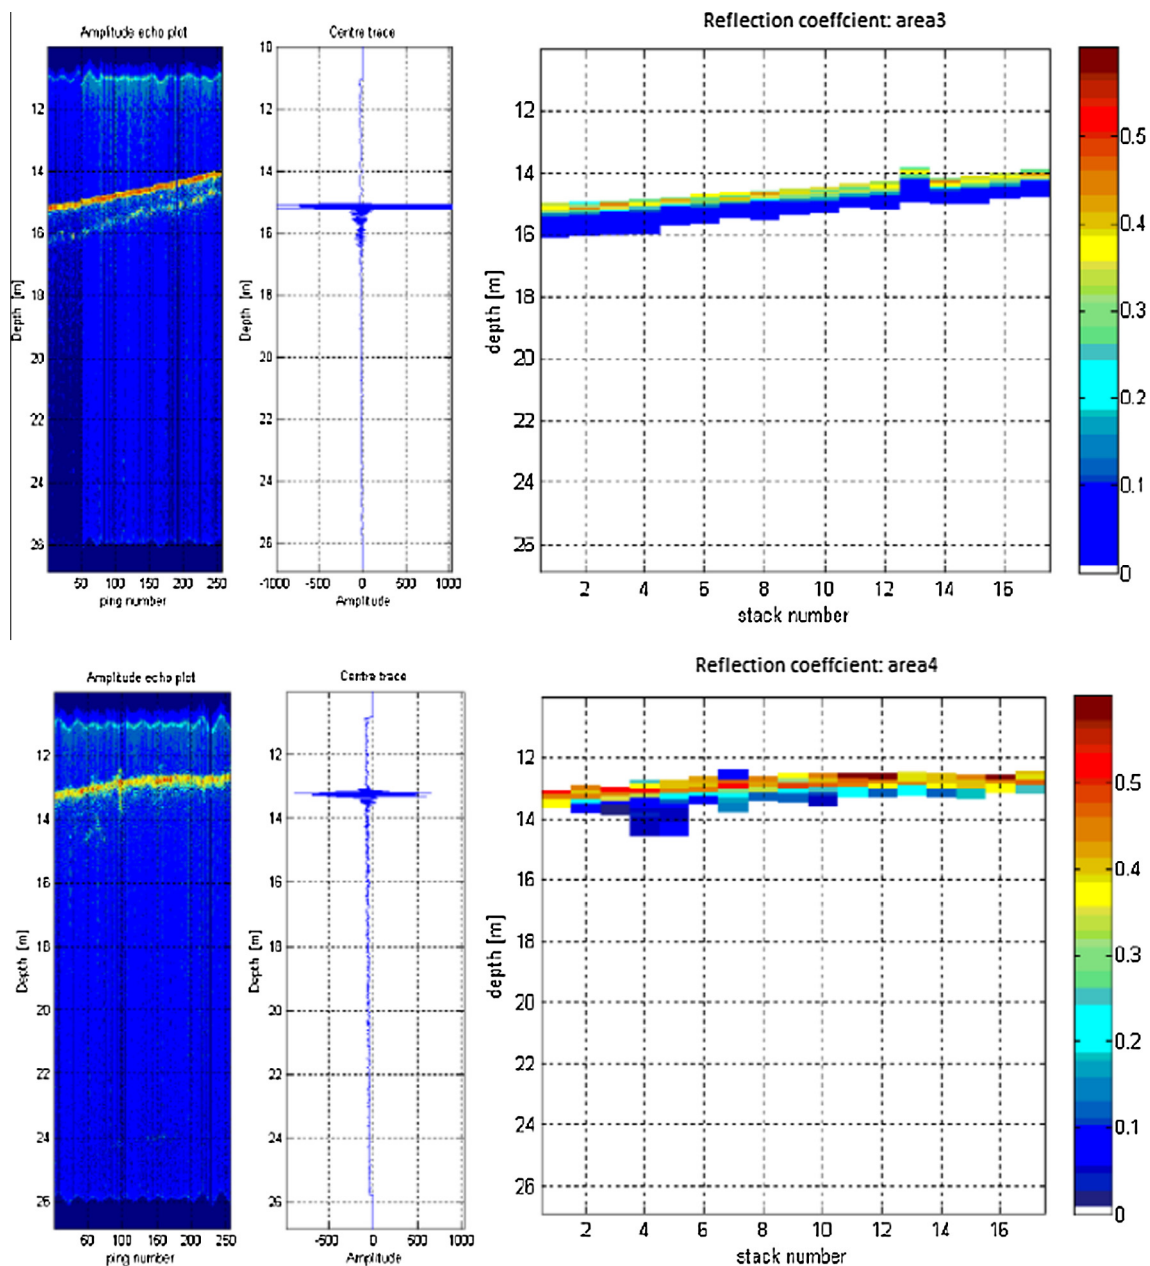 Amplitude echo plot
Centre trace
Reflection coeffcient: area3
10
12
12
12
0.5
14
14
14
0.4
16
16
16
18
18
18
0.3
Depth [m]
Depth [m]
depth [m]
20
20
20
0.2
22
22
22
24
24
24
0.1
26
26
26
0
50 100 150 200 250
-1000 -500 0 500 1000
2 4 6 8 10 12 14 16
ping number
Amplitude
stack number
Amplitude echo plot
Centre trace
Reflection coeffcient: area4
12
12
12
0.5
14
14
14
0.4
16
16
16
18
18
18
0.3
Depth [m]
Depth [m]
depth [m]
20
20
20
0.2
22
22
22
24
24
24
0.1
26
26
26
0
50 100 150 200 250
-500 0 500 1000
2 4 6 8 10 12 14 16
ping number
Amplitude
stack number